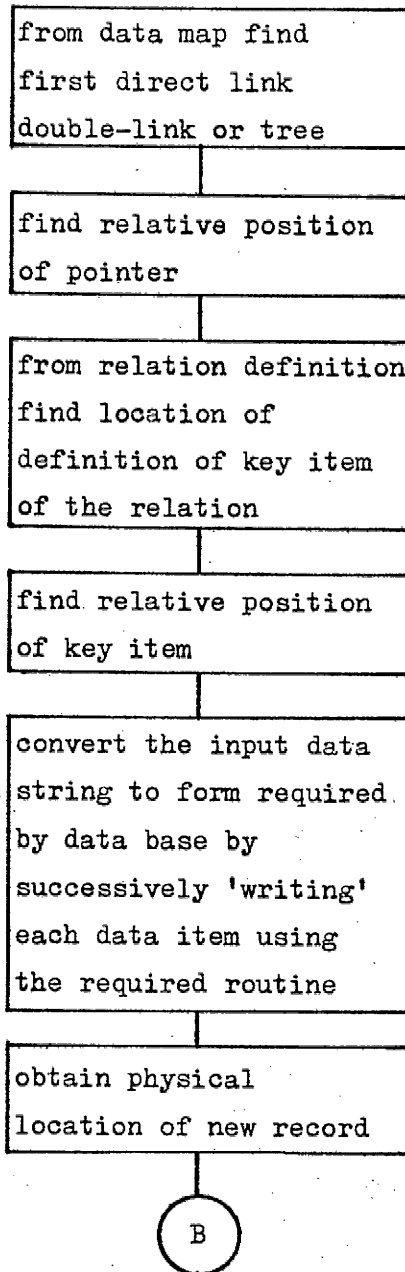 from data map find
first direct link
double-link or tree
find relative position
of pointer
from relation definition
find location of
definition of key item
of the relation
find relative position
of key item
convert the input data
string to form required
by data base by
successively 'writing'
each data item using
the required routine
obtain physical
location of new record
B